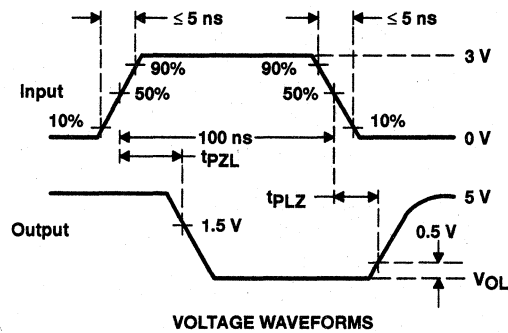 ≤ 5 ns ≤ 5 ns
90% 90% 3 V
Input 50% 50%
10% 10%
100 ns 0 V
tPZL
tPLZ 5 V
Output 1.5 V 0.5 V
VOL
VOLTAGE WAVEFORMS